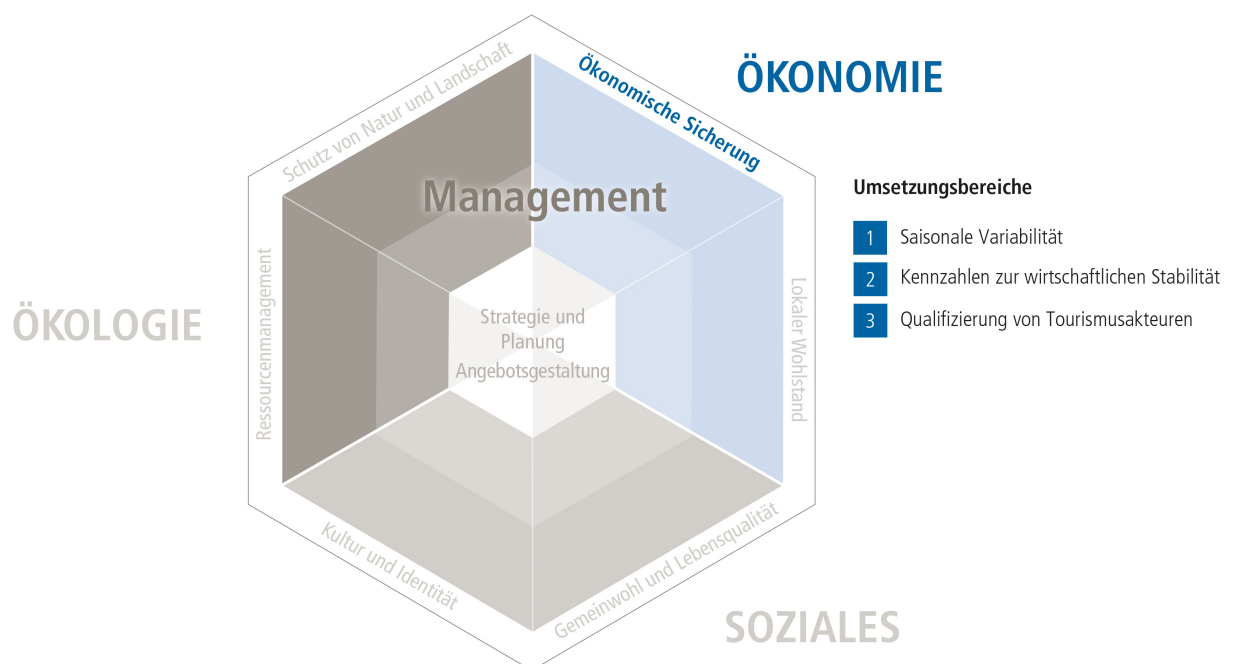 ÖKONOMIE
Schutz von Natur und Landschaft
Ökonomische Sicherung
Management
Umsetzungsbereiche
1 Saisonale Variabilität
2 Kennzahlen zur wirtschaftlichen Stabilität
3 Qualifizierung von Tourismusakteuren
ÖKOLOGIE
Ressourcenmanagement
Strategie und
Planung
Angebotsgestaltung
Lokaler Wohlstand
Kultur und Identität
Gemeinwohl und Lebensqualität
SOZIALES